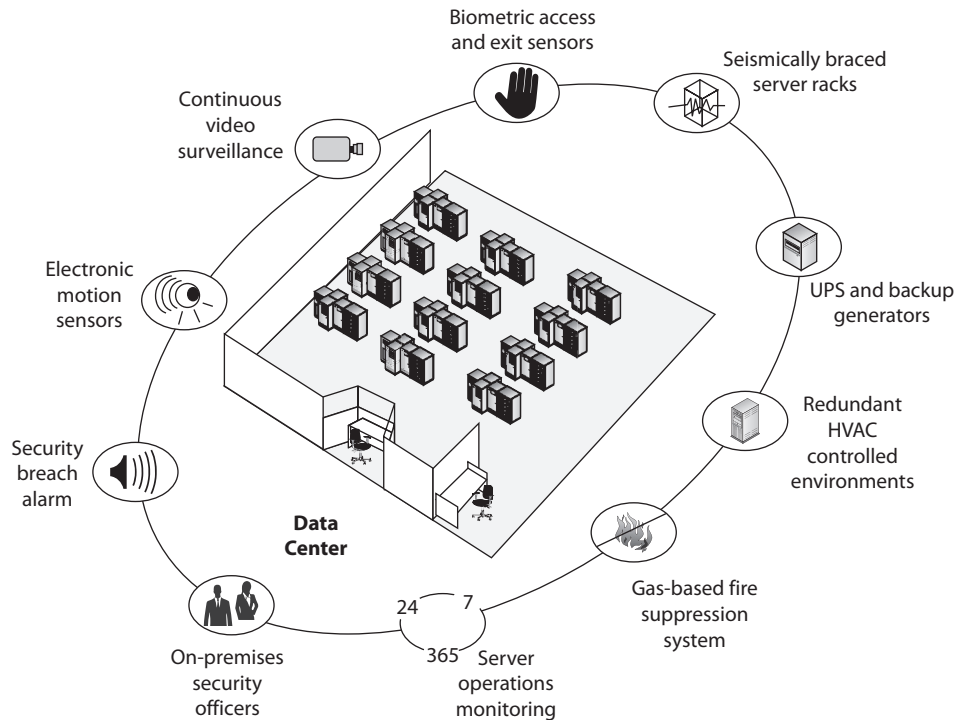 Biometric access
and exit sensors
Seismically braced
server racks
Continuous
video
surveillance
Electronic
motion
sensors
UPS and backup
generators
Redundant
HVAC
controlled
environments
Security
breach
alarm
Data
Center
Gas-based fire
suppression
system
24 7
365
Server
operations
monitoring
On-premises
security
officers